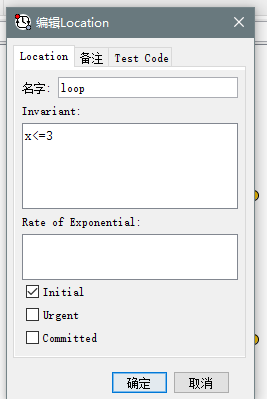 编辑Location
Location 备注 Test Code
名字: loop
Invariant:
x<=3
Rate of Exponential:
Initial
Urgent
Committed
确定 取消